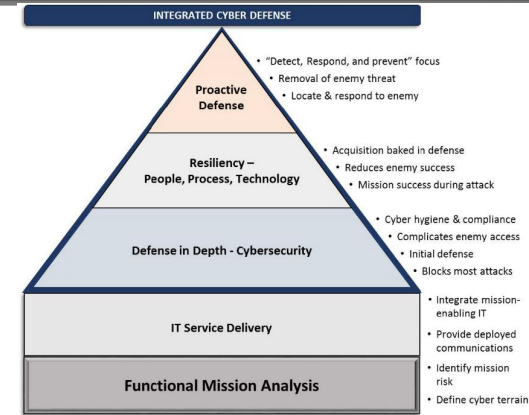 INTEGRATED CYBER DEFENSE
Proactive
Defense
• "Detect, Respond, and prevent" focus
• Removal of enemy threat
• Locate & respond to enemy
Resiliency –
People, Process, Technology
• Acquisition baked in defense
• Reduces enemy success
• Mission success during attack
Defense in Depth - Cybersecurity
• Cyber hygiene & compliance
• Complicates enemy access
• Initial defense
• Blocks most attacks
IT Service Delivery
• Integrate mission-
enabling IT
• Provide deployed
communications
Functional Mission Analysis
• Identify mission
risk
• Define cyber terrain